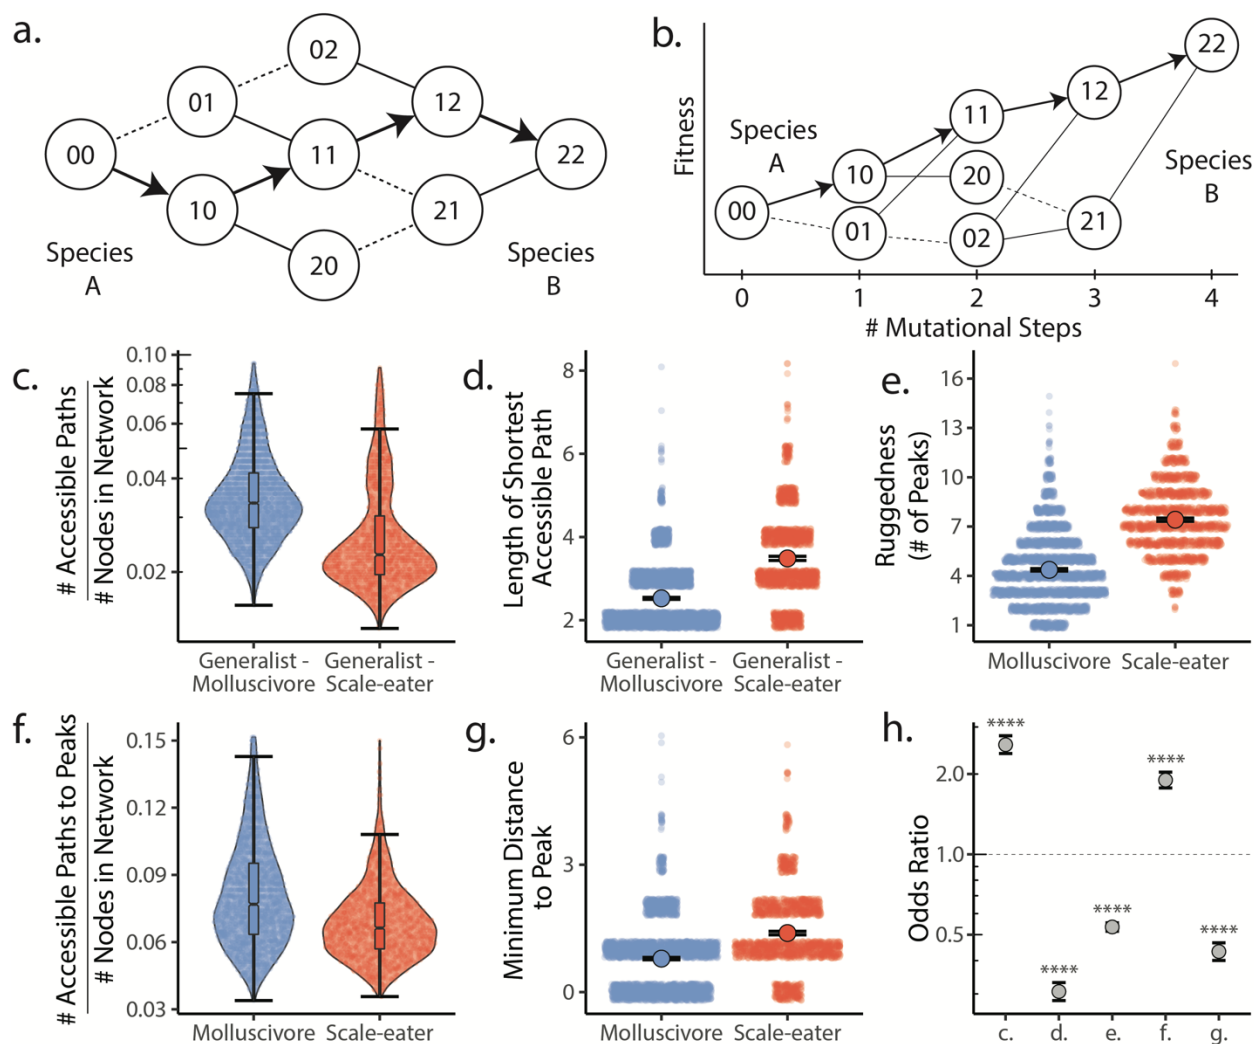 a.
02
01
12
00
11
22
10
21
20
Species
A
Species
B
b.
Fitness
22
12
11
Species
A
10
20
00
01
02
21
Species
B
0 1 2 3 4
# Mutational Steps
c.
# Accessible Paths
# Nodes in Network
0.10
0.08
0.06
0.04
0.02
Generalist - Generalist -
Molluscivore Scale-eater
d.
Length of Shortest
Accessible Path
8
6
4
2
Generalist - Generalist -
Molluscivore Scale-eater
e.
Ruggedness
(# of Peaks)
16
13
10
7
4
1
Molluscivore Scale-eater
f.
# Accessible Paths to Peaks
# Nodes in Network
0.15
0.12
0.09
0.06
0.03
Molluscivore Scale-eater
g.
Minimum Distance
to Peak
6
3
0
Molluscivore Scale-eater
h.
Odds Ratio
2.0
1.0
0.5
****
****
****
****
****
c. d. e. f. g.